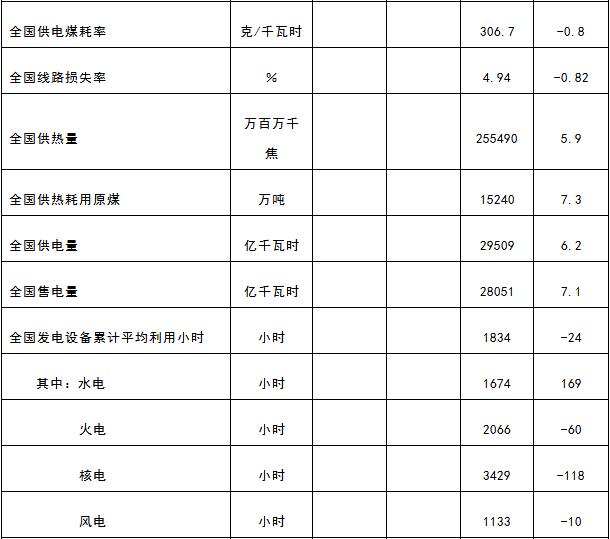 全国供电煤耗率 克/千瓦时 306.7 -0.8
全国线路损失率 % 4.94 -0.82
全国供热量 万百万千焦 255490 5.9
全国供热耗用原煤 万吨 15240 7.3
全国供电量 亿千瓦时 29509 6.2
全国售电量 亿千瓦时 28051 7.1
全国发电设备累计平均利用小时 小时 1834 -24
其中：水电 小时 1674 169
火电 小时 2066 -60
核电 小时 3429 -118
风电 小时 1133 -10